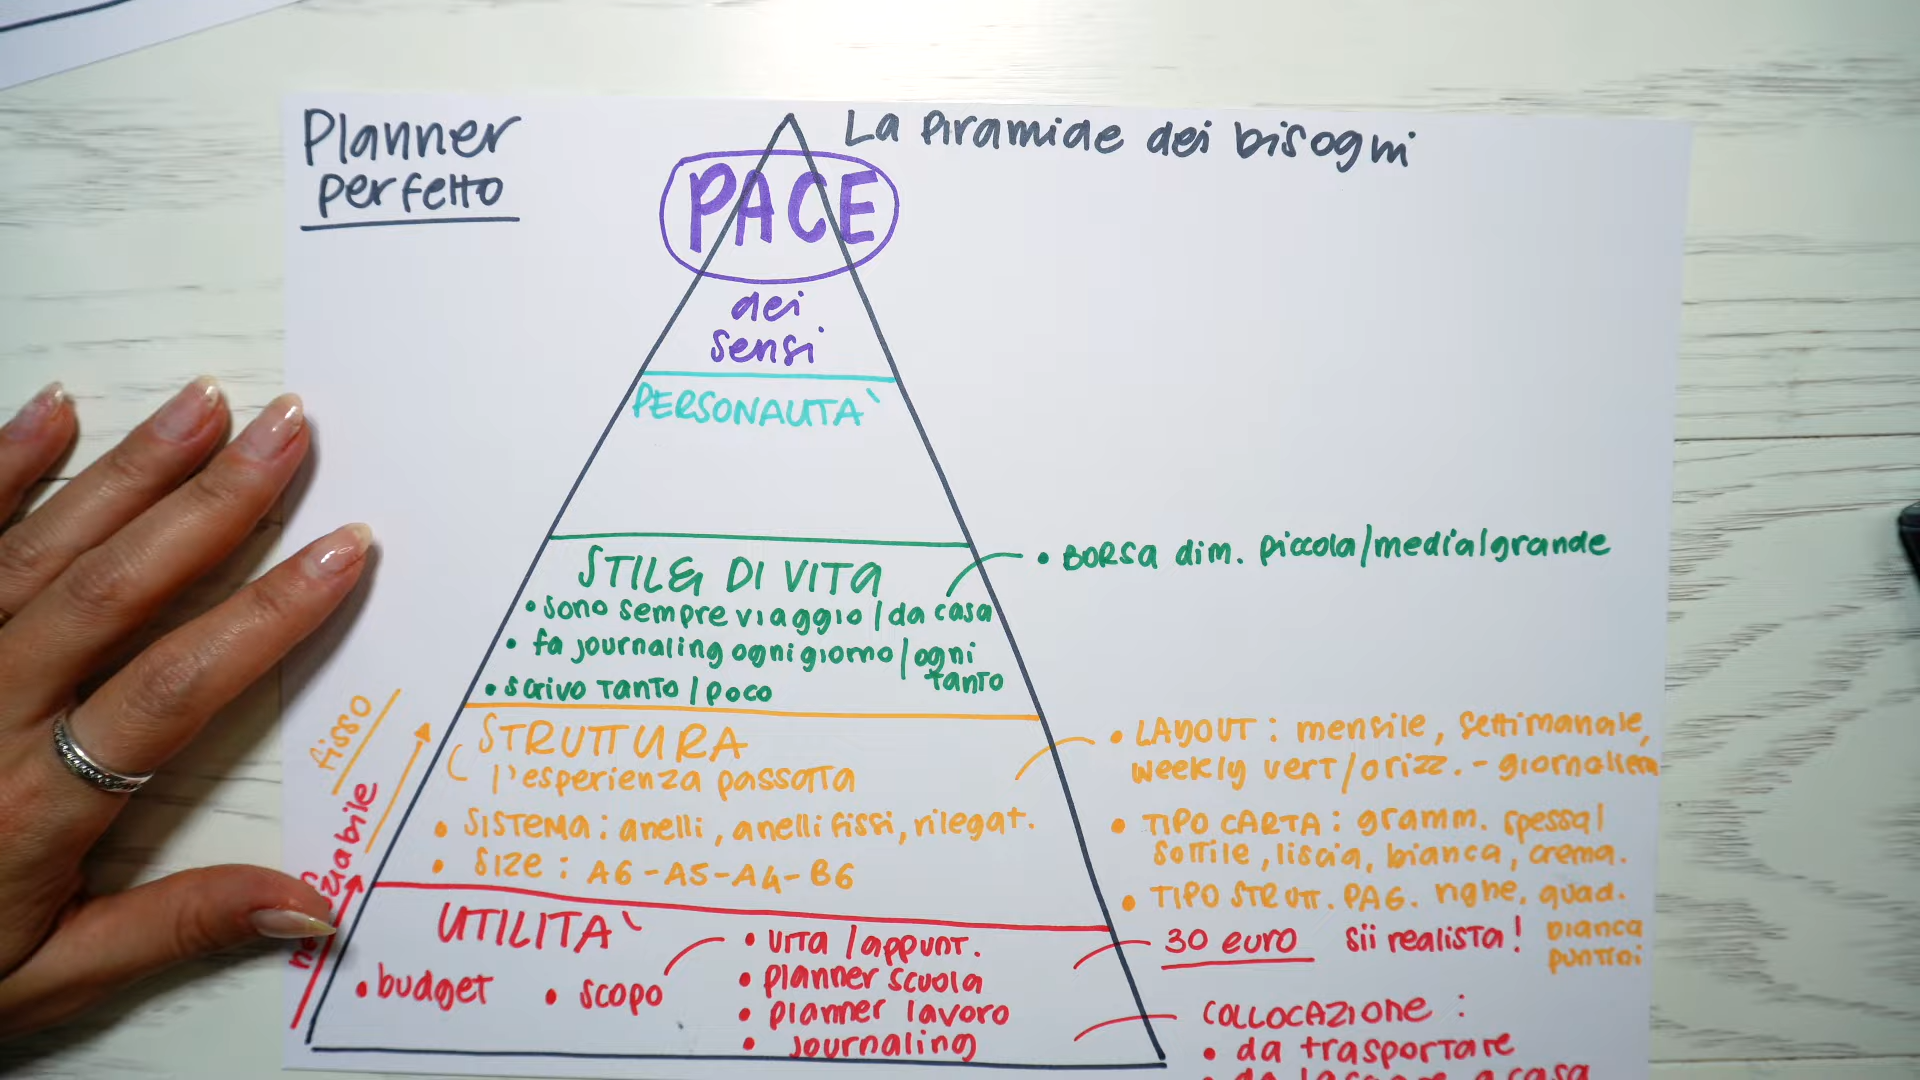 Planner
perfetto
La piramide dei bisogni
PACE
dei
sensi
PERSONALITA'
STILE DI VITA
• sono sempre viaggio / da casa
• fa journaling ogni giorno / ogni
tanto
• scrivo tanto / poco
• BORSA dim. piccola/media/grande
fisso
STRUTTURA
l'esperienza passata
• SISTEMA: anelli, anelli fissi, rilegat.
• SIZE: A6 - A5 - A4 - B6
• LAYOUT: mensile, settimanale,
weekly vert/orizz. - giornaliera
• TIPO CARTA: gramm. spessa/
sottile, liscia, bianca, crema.
• TIPO STRUTT. PAG. righe, quad.
bianca
puntini
UTILITA'
• budget
• scopo
• vita / appunt.
• planner scuola
• planner lavoro
• journaling
30 euro sii realista!
COLLOCAZIONE:
• da trasportare
• da lasciare a casa